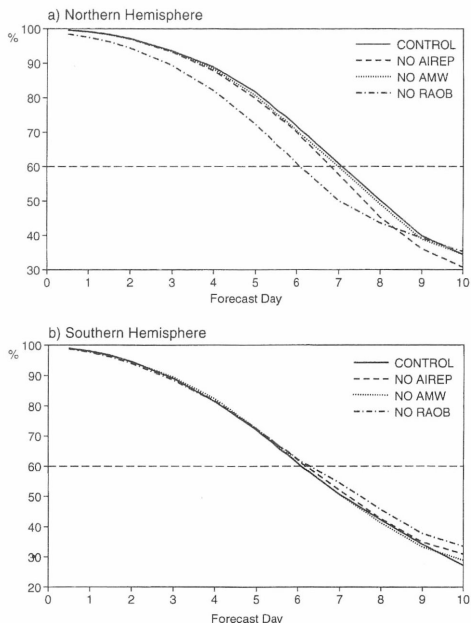 a) Northern Hemisphere
%
100
90
80
70
60
50
40
30
0 1 2 3 4 5 6 7 8 9 10
Forecast Day
CONTROL
NO AIREP
NO AMW
NO RAOB
b) Southern Hemisphere
%
100
90
80
70
60
50
40
30
20
0 1 2 3 4 5 6 7 8 9 10
Forecast Day
CONTROL
NO AIREP
NO AMW
NO RAOB